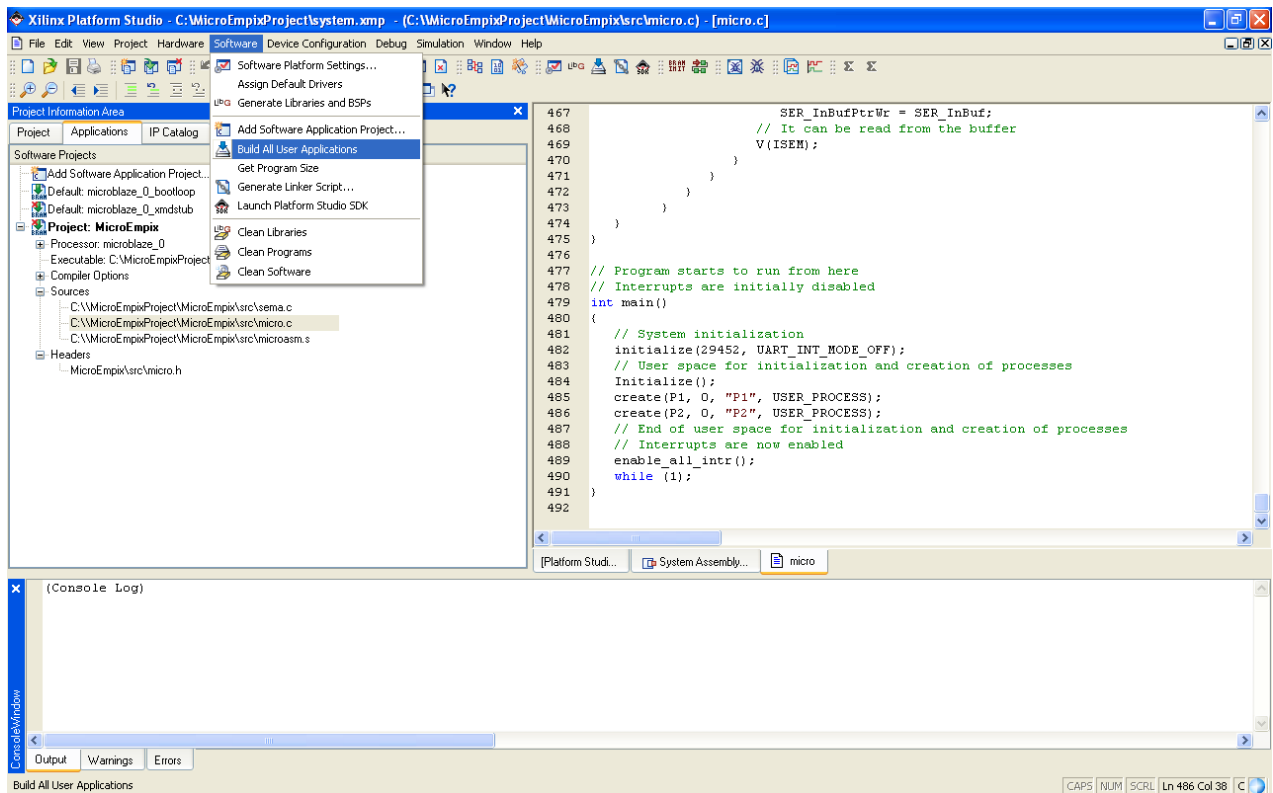 Xilinx Platform Studio - C:\MicroEmpixProject\system.xmp - (C:\MicroEmpixProject\MicroEmpix\src\micro.c) - [micro.c]
File Edit View Project Hardware Software Device Configuration Debug Simulation Window Help
Software Platform Settings...
Assign Default Drivers
Generate Libraries and BSPs
Add Software Application Project...
Build All User Applications
Get Program Size
Generate Linker Script...
Launch Platform Studio SDK
Clean Libraries
Clean Programs
Clean Software
Project Information Area
Project Applications IP Catalog
Software Projects
Add Software Application Project...
Default: microblaze_0_bootloop
Default: microblaze_0_xmdstub
Project: MicroEmpix
Processor: microblaze_0
Executable: C:\MicroEmpixProject
Compiler Options
Sources
C:\\MicroEmpixProject\MicroEmpix\src\sema.c
C:\\MicroEmpixProject\MicroEmpix\src\micro.c
C:\\MicroEmpixProject\MicroEmpix\src\microasm.s
Headers
MicroEmpix\src\micro.h
467 SER_InBufPtrWr = SER_InBuf;
468 // It can be read from the buffer
469 V(ISEM);
470 }
471 }
472 }
473 }
474 }
475 }
476
477 // Program starts to run from here
478 // Interrupts are initially disabled
479 int main()
480 {
481 // System initialization
482 initialize(29452, UART_INT_MODE_OFF);
483 // User space for initialization and creation of processes
484 Initialize();
485 create(P1, 0, "P1", USER_PROCESS);
486 create(P2, 0, "P2", USER_PROCESS);
487 // End of user space for initialization and creation of processes
488 // Interrupts are now enabled
489 enable_all_intr();
490 while (1);
491 }
492
[Platform Studi... System Assembly... micro
(Console Log)
ConsoleWindow
Output Warnings Errors
Build All User Applications
CAPS NUM SCRL Ln 486 Col 38 C